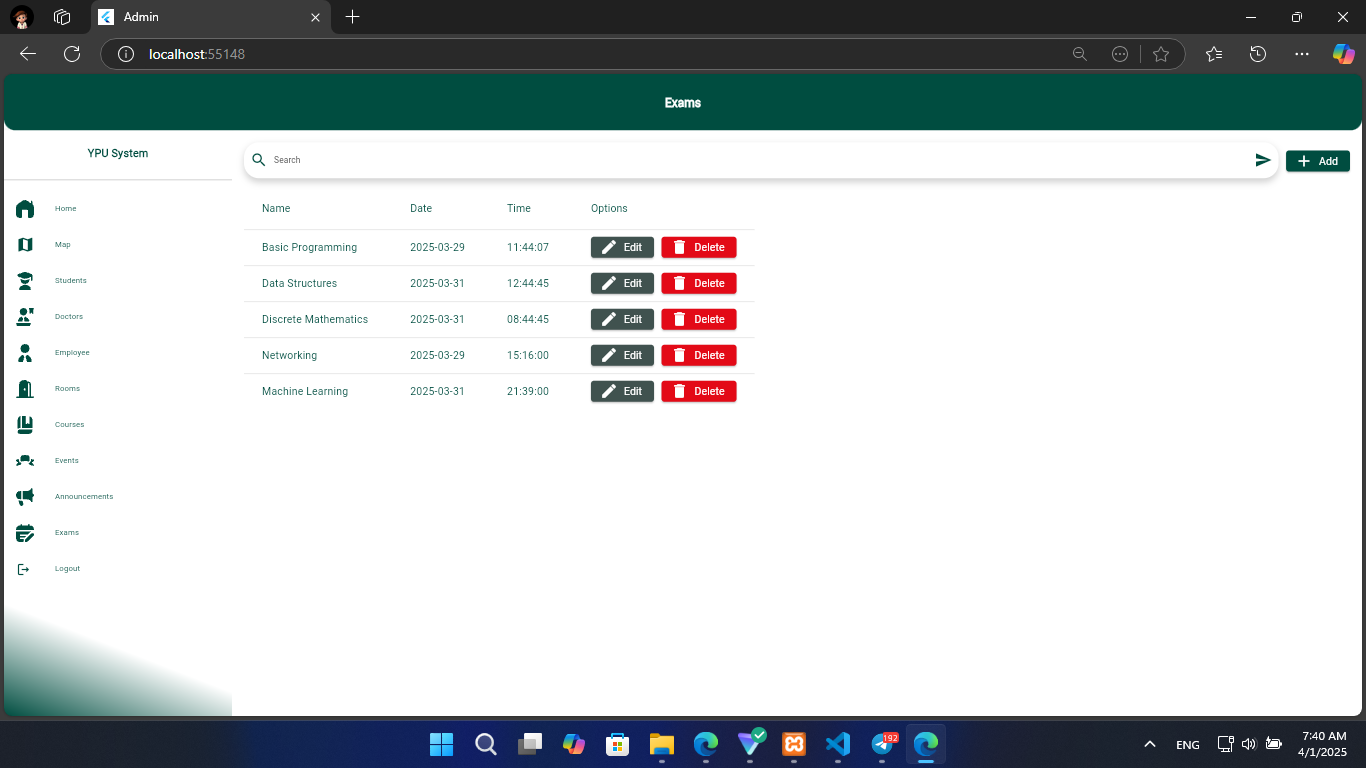 Admin
localhost:55148
Exams
YPU System
Search
Add
Home
Map
Students
Doctors
Employee
Rooms
Courses
Events
Announcements
Exams
Logout
Name Date Time Options
Basic Programming 2025-03-29 11:44:07 Edit Delete
Data Structures 2025-03-31 12:44:45 Edit Delete
Discrete Mathematics 2025-03-31 08:44:45 Edit Delete
Networking 2025-03-29 15:16:00 Edit Delete
Machine Learning 2025-03-31 21:39:00 Edit Delete
192
ENG
7:40 AM
4/1/2025